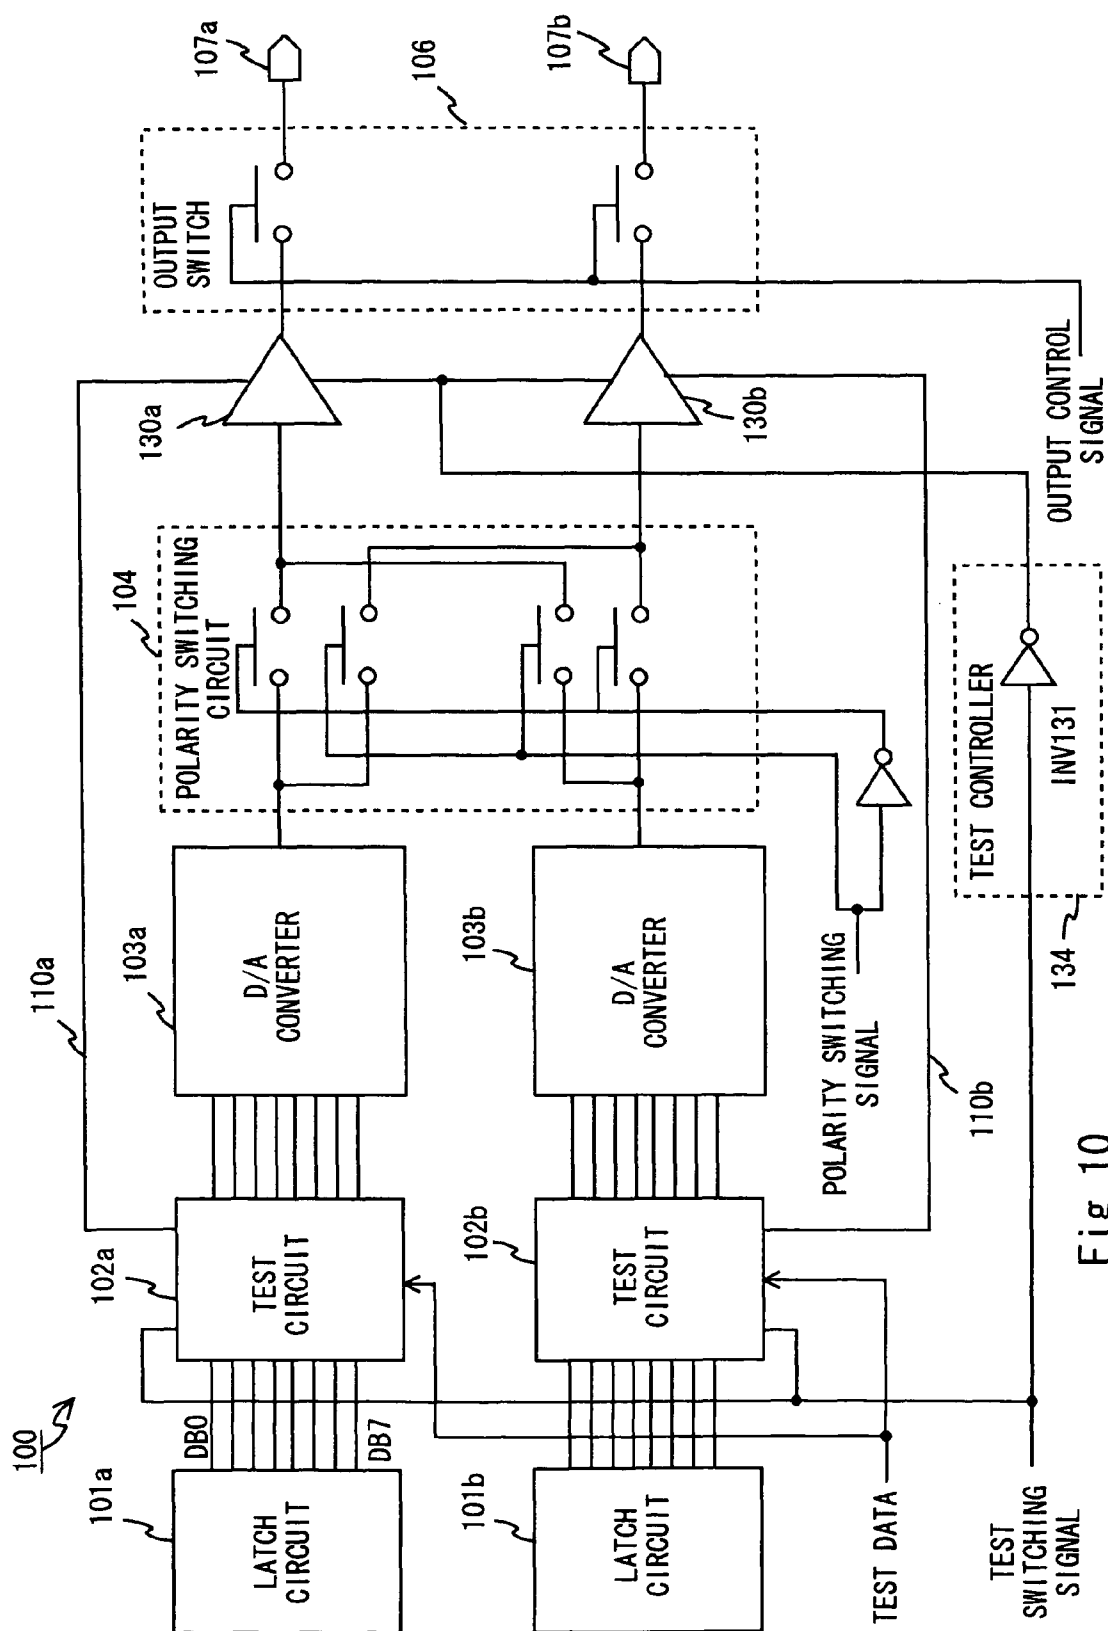 100
101a
LATCH
CIRCUIT
DB0
DB7
102a
TEST
CIRCUIT
110a
103a
D/A
CONVERTER
104
POLARITY SWITCHING
CIRCUIT
130a
OUTPUT
SWITCH
106
107a
101b
LATCH
CIRCUIT
102b
TEST
CIRCUIT
103b
D/A
CONVERTER
130b
107b
TEST DATA
POLARITY SWITCHING
SIGNAL
110b
TEST
SWITCHING
SIGNAL
134
TEST CONTROLLER
INV131
OUTPUT CONTROL
SIGNAL
Fig. 10